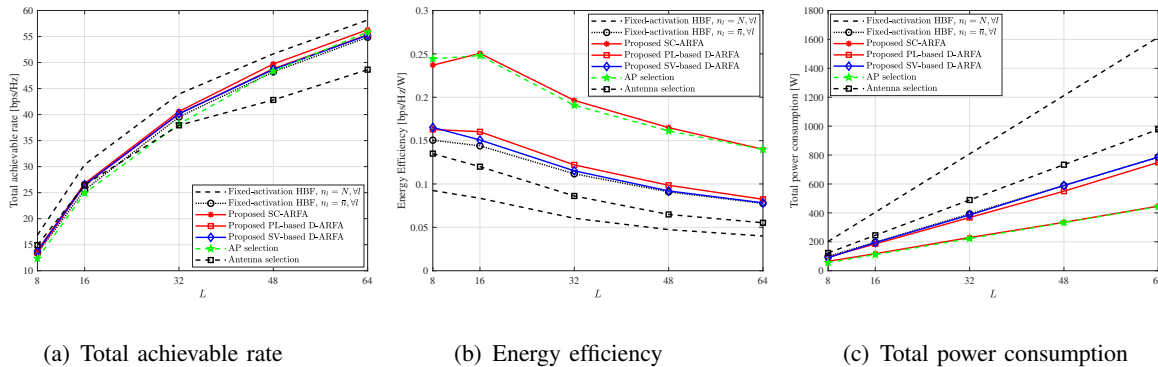 60
55
50
45
40
35
30
25
20
15
10
Total achievable rate [bps/Hz]
Fixed-activation HBF, n_l = N, ∀l
Fixed-activation HBF, n_l = n̄, ∀l
Proposed SC-ARFA
Proposed PL-based D-ARFA
Proposed SV-based D-ARFA
AP selection
Antenna selection
8 16 32 48 64
L
(a) Total achievable rate
0.3
0.25
0.2
0.15
0.1
0.05
0
Energy Efficiency [bps/Hz/W]
Fixed-activation HBF, n_l = N, ∀l
Fixed-activation HBF, n_l = n̄, ∀l
Proposed SC-ARFA
Proposed PL-based D-ARFA
Proposed SV-based D-ARFA
AP selection
Antenna selection
8 16 32 48 64
L
(b) Energy efficiency
1800
1600
1400
1200
1000
800
600
400
200
0
Total power consumption [W]
Fixed-activation HBF, n_l = N, ∀l
Fixed-activation HBF, n_l = n̄, ∀l
Proposed SC-ARFA
Proposed PL-based D-ARFA
Proposed SV-based D-ARFA
AP selection
Antenna selection
8 16 32 48
L
(c) Total power consumption